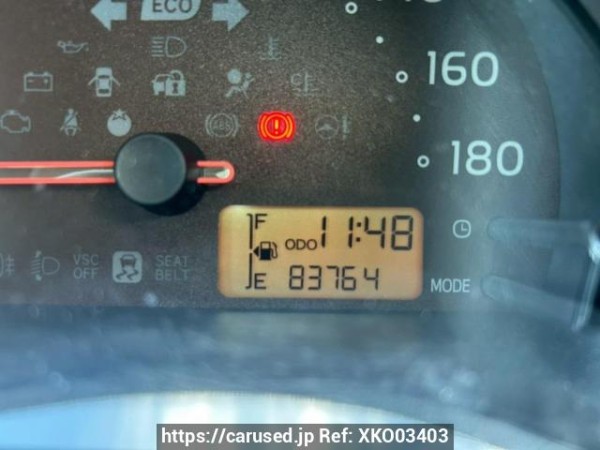 ECO
160
180
F
ODO 11:48
E 83764
MODE
VSC OFF
SEAT BELT
https://carused.jp Ref: XKO03403